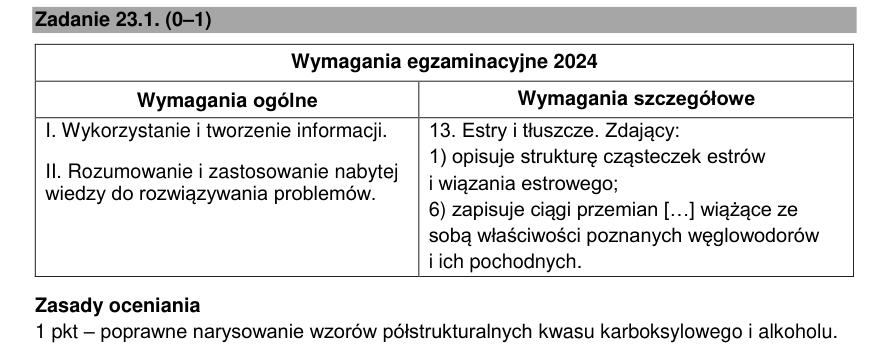 Zadanie 23.1. (0–1)
Wymagania egzaminacyjne 2024
Wymagania ogólne
Wymagania szczegółowe
I. Wykorzystanie i tworzenie informacji.
II. Rozumowanie i zastosowanie nabytej
wiedzy do rozwiązywania problemów.
13. Estry i tłuszcze. Zdający:
1) opisuje strukturę cząsteczek estrów
i wiązania estrowego;
6) zapisuje ciągi przemian […] wiążące ze
sobą właściwości poznanych węglowodorów
i ich pochodnych.
Zasady oceniania
1 pkt – poprawne narysowanie wzorów półstrukturalnych kwasu karboksylowego i alkoholu.